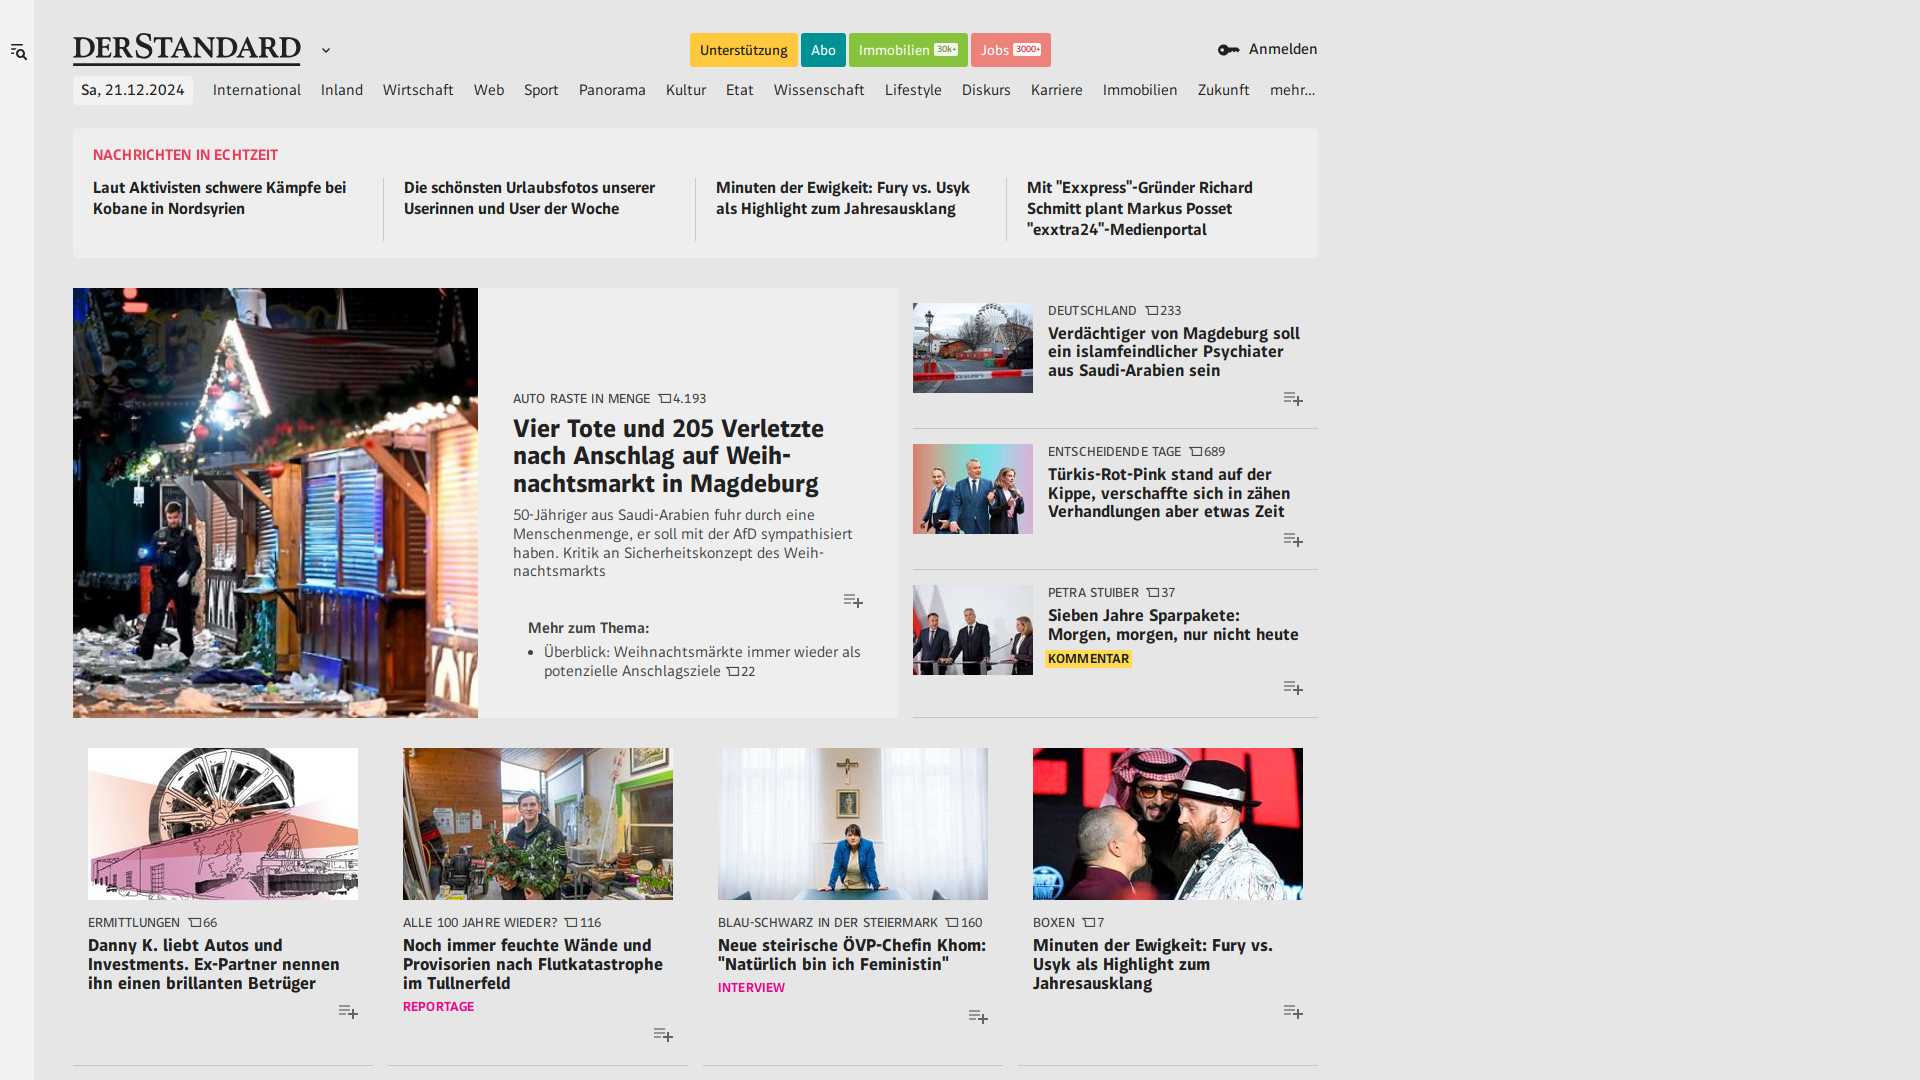 DERSTANDARD
Unterstützung
Abo
Immobilien 30k+
Jobs 3000+
Anmelden
Sa, 21.12.2024
International
Inland
Wirtschaft
Web
Sport
Panorama
Kultur
Etat
Wissenschaft
Lifestyle
Diskurs
Karriere
Immobilien
Zukunft
mehr…
NACHRICHTEN IN ECHTZEIT
Laut Aktivisten schwere Kämpfe bei
Kobane in Nordsyrien
Die schönsten Urlaubsfotos unserer
Userinnen und User der Woche
Minuten der Ewigkeit: Fury vs. Usyk
als Highlight zum Jahresausklang
Mit "Exxpress"-Gründer Richard
Schmitt plant Markus Posset
"exxtra24"-Medienportal
AUTO RASTE IN MENGE 4.193
Vier Tote und 205 Verletzte
nach Anschlag auf Weih-
nachtsmarkt in Magdeburg
50-Jähriger aus Saudi-Arabien fuhr durch eine
Menschenmenge, er soll mit der AfD sympathisiert
haben. Kritik an Sicherheitskonzept des Weih-
nachtsmarkts
Mehr zum Thema:
Überblick: Weihnachtsmärkte immer wieder als
potenzielle Anschlagsziele 22
DEUTSCHLAND 233
Verdächtiger von Magdeburg soll
ein islamfeindlicher Psychiater
aus Saudi-Arabien sein
ENTSCHEIDENDE TAGE 689
Türkis-Rot-Pink stand auf der
Kippe, verschaffte sich in zähen
Verhandlungen aber etwas Zeit
PETRA STUIBER 37
Sieben Jahre Sparpakete:
Morgen, morgen, nur nicht heute
KOMMENTAR
ERMITTLUNGEN 66
Danny K. liebt Autos und
Investments. Ex-Partner nennen
ihn einen brillanten Betrüger
ALLE 100 JAHRE WIEDER? 116
Noch immer feuchte Wände und
Provisorien nach Flutkatastrophe
im Tullnerfeld
REPORTAGE
BLAU-SCHWARZ IN DER STEIERMARK 160
Neue steirische ÖVP-Chefin Khom:
"Natürlich bin ich Feministin"
INTERVIEW
BOXEN 7
Minuten der Ewigkeit: Fury vs.
Usyk als Highlight zum
Jahresausklang